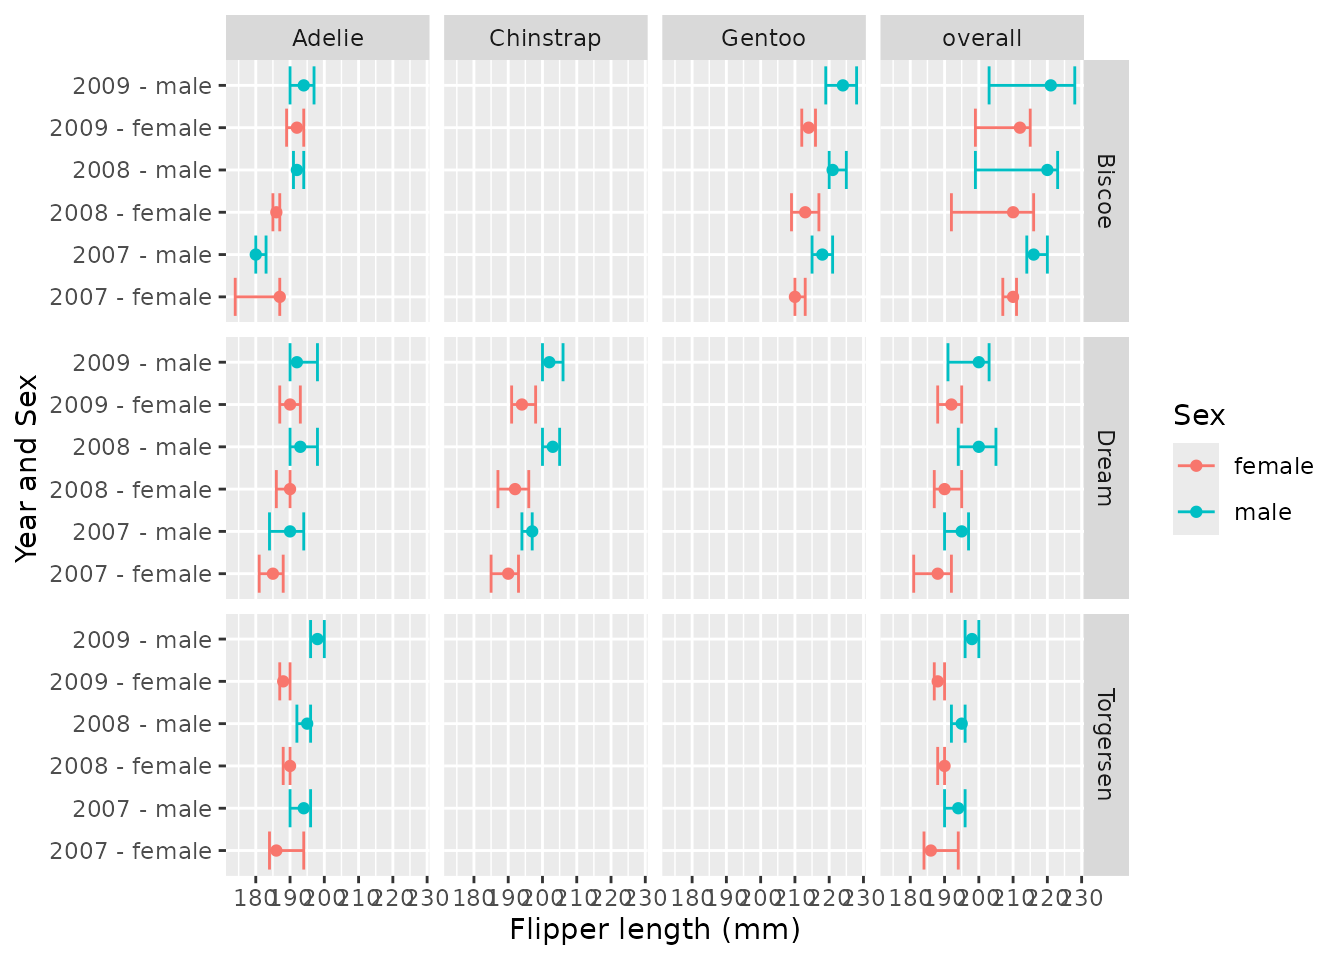 Adelie Chinstrap Gentoo overall
2009 - male
2009 - female
2008 - male
2008 - female
2007 - male
2007 - female
Biscoe
2009 - male
2009 - female
2008 - male
2008 - female
2007 - male
2007 - female
Dream
2009 - male
2009 - female
2008 - male
2008 - female
2007 - male
2007 - female
Torgersen
180 190 200 210 220 230 180 190 200 210 220 230 180 190 200 210 220 230 180 190 200 210 220 230
Flipper length (mm)
Year and Sex
Sex
female
male